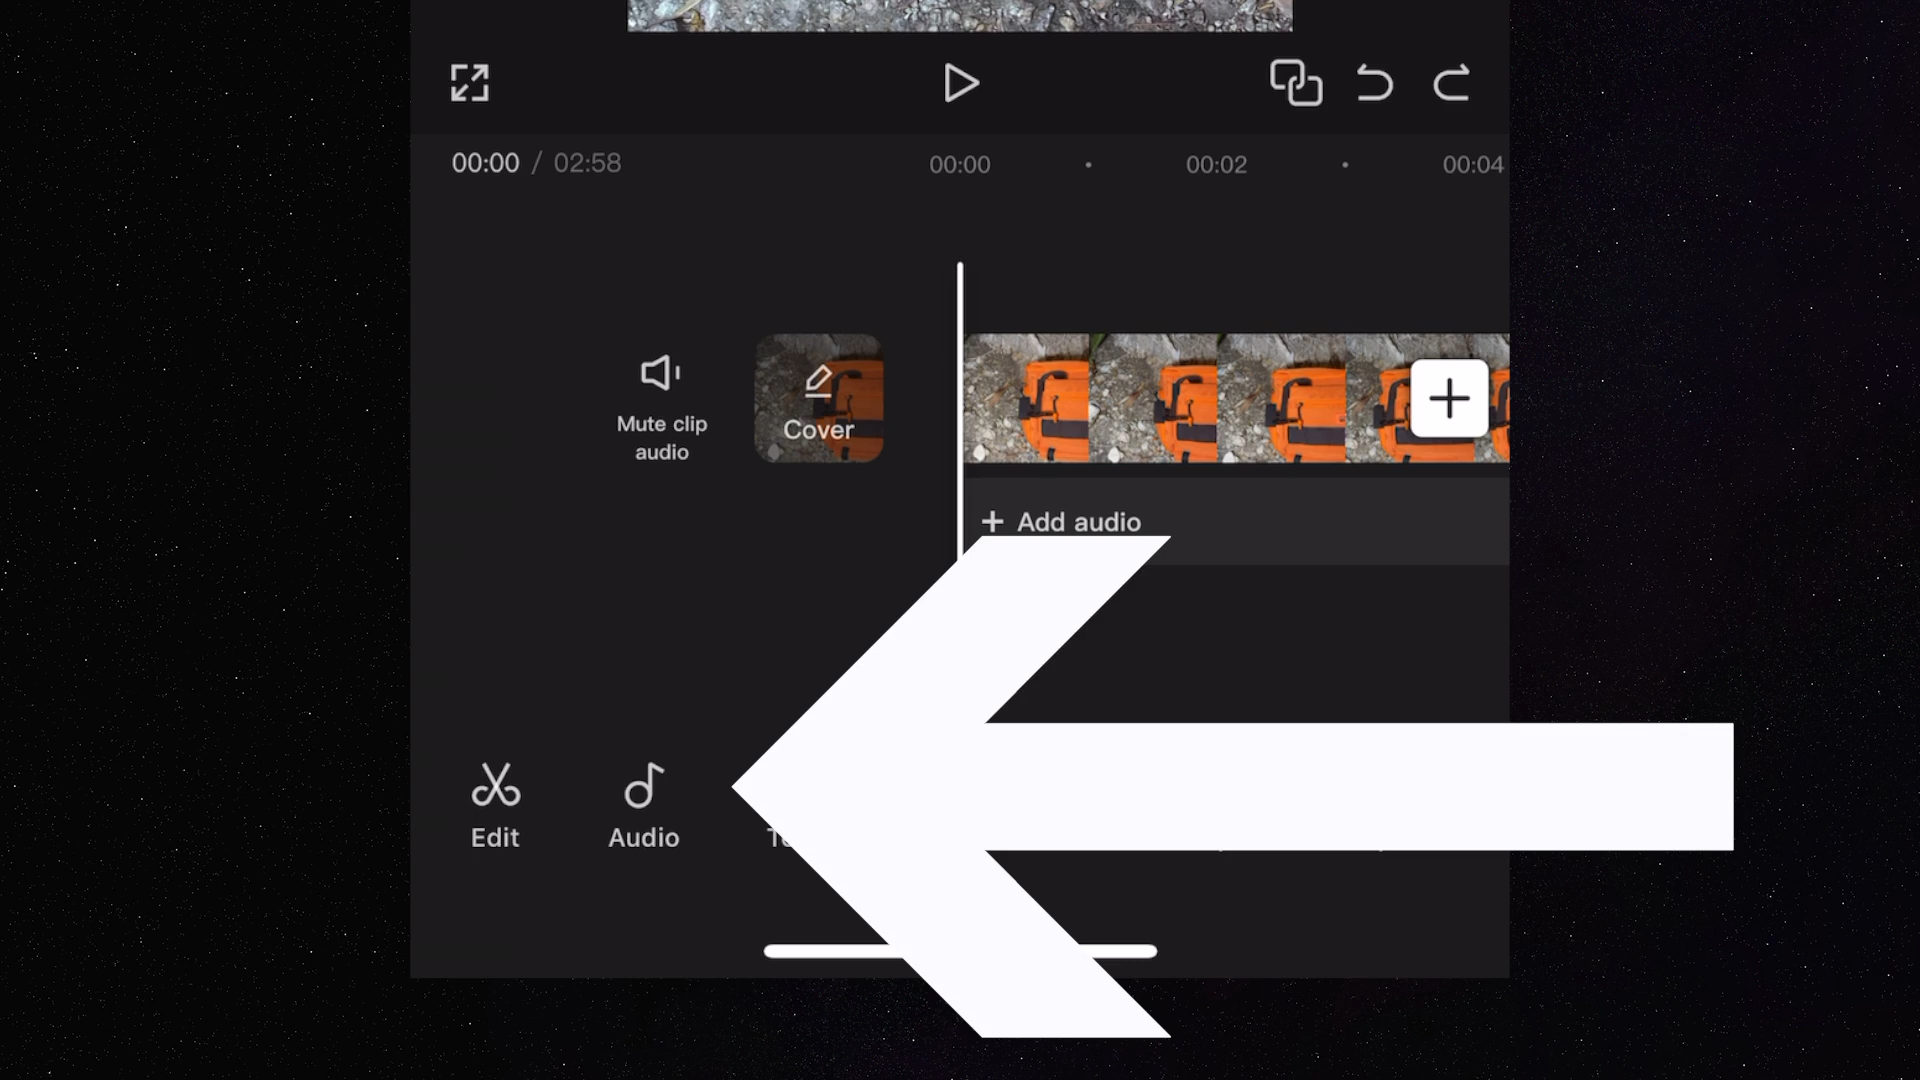 00:00 / 02:58
00:00
00:02
00:04
Mute clip
audio
Cover
+ Add audio
Edit
Audio